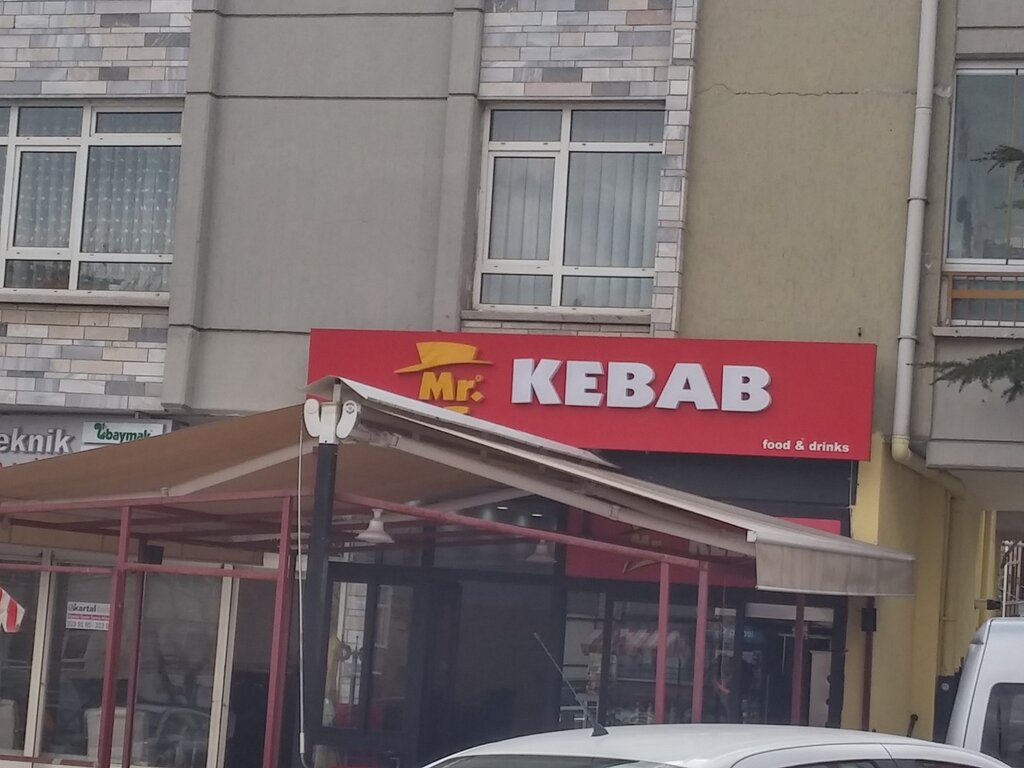 Mr. KEBAB
food & drinks
eknik
baymak
kartal